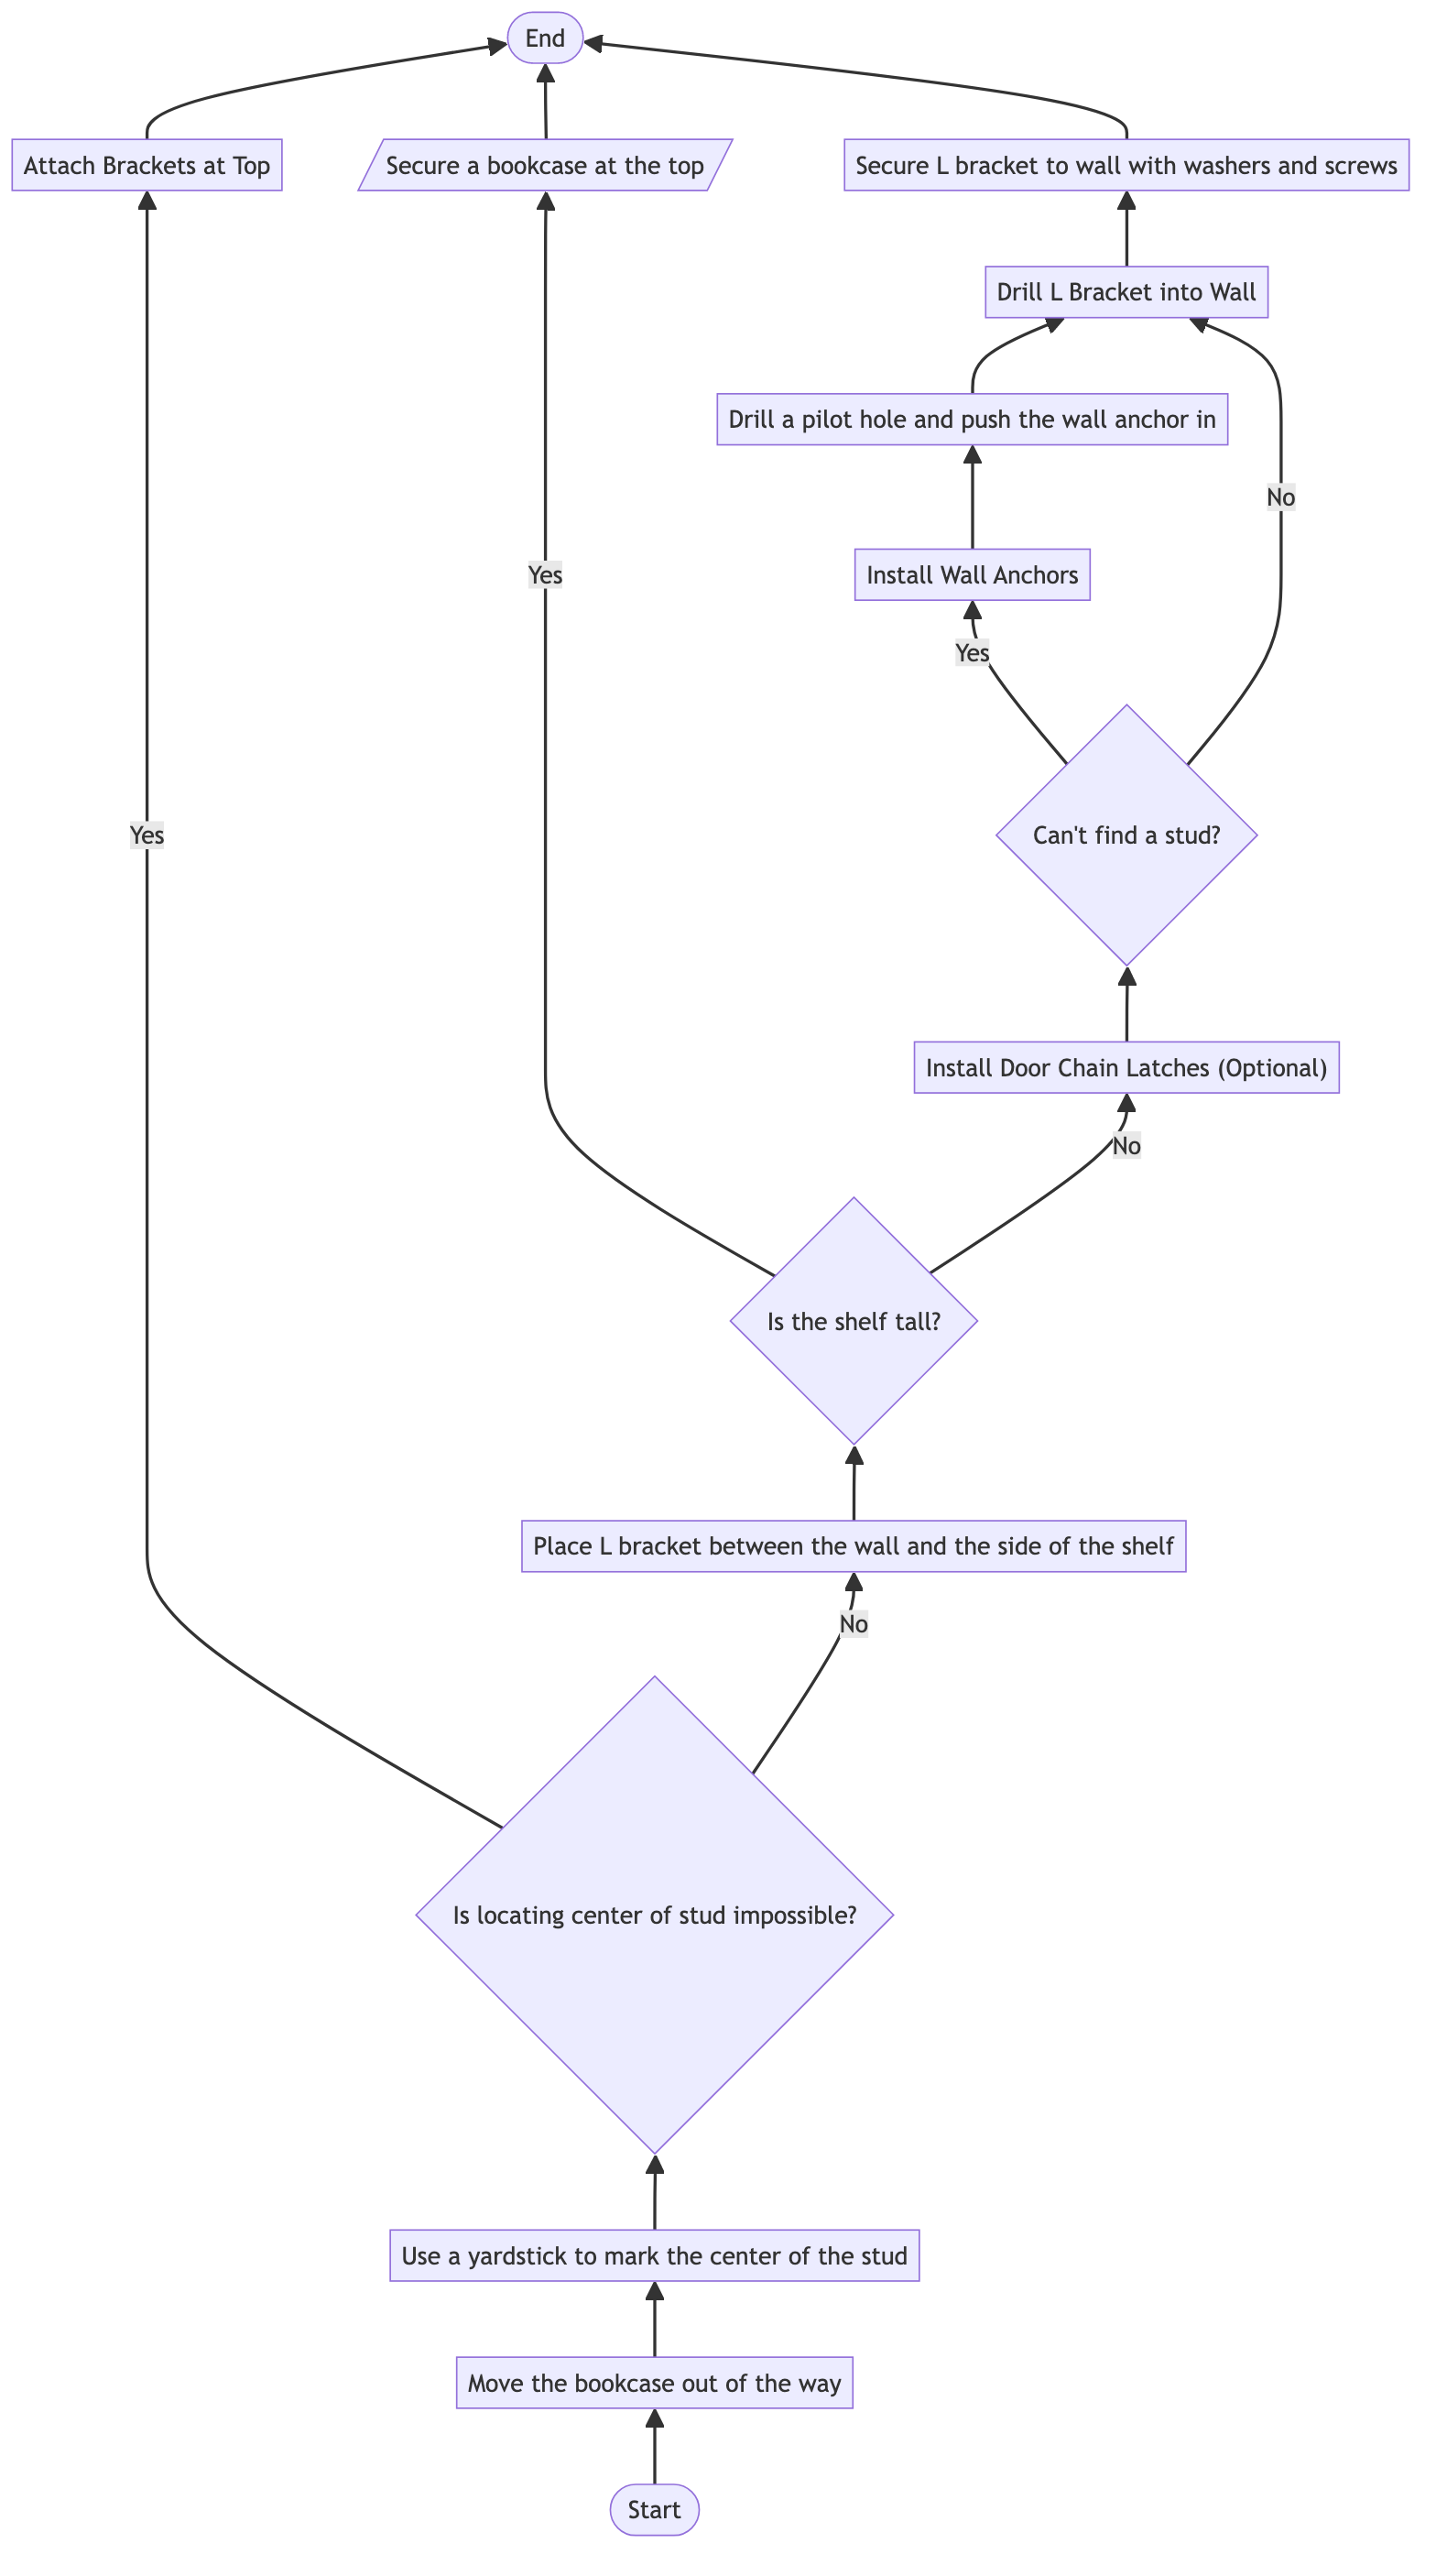 End
Attach Brackets at Top
Secure a bookcase at the top
Secure L bracket to wall with washers and screws
Drill L Bracket into Wall
Drill a pilot hole and push the wall anchor in
No
Yes
Install Wall Anchors
Yes
Yes
Can't find a stud?
Install Door Chain Latches (Optional)
No
Is the shelf tall?
Place L bracket between the wall and the side of the shelf
No
Is locating center of stud impossible?
Use a yardstick to mark the center of the stud
Move the bookcase out of the way
Start